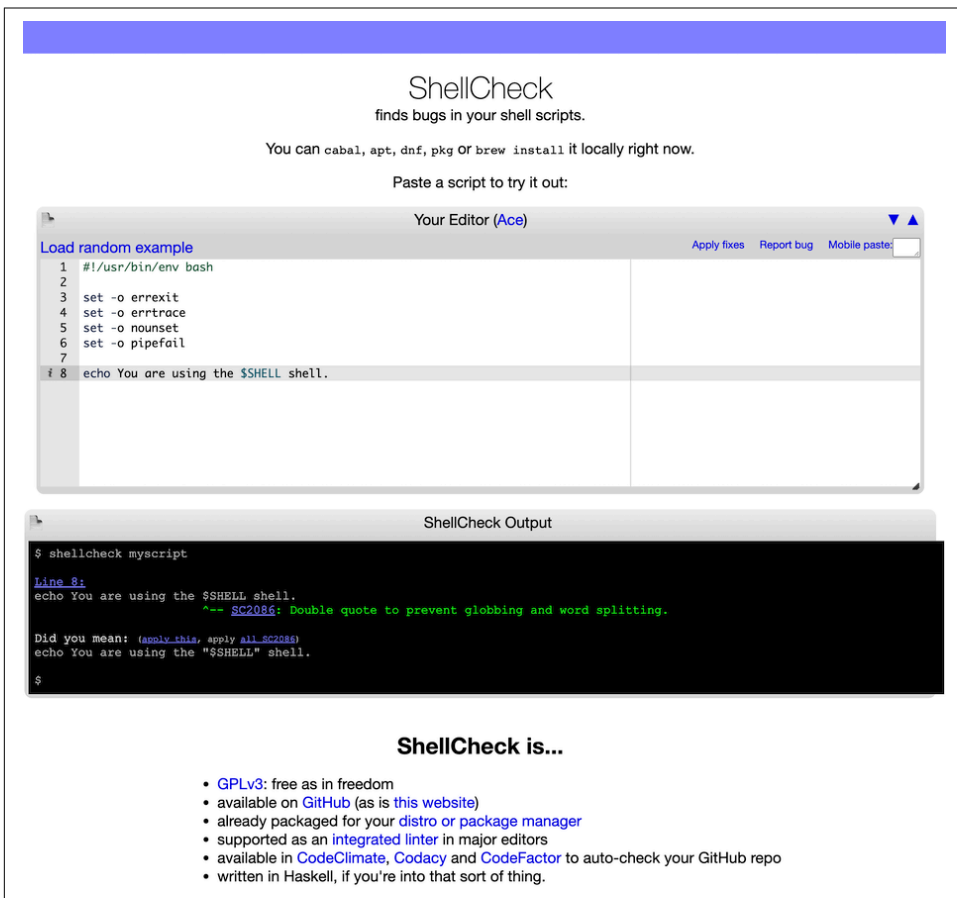 ShellCheck
finds bugs in your shell scripts.
You can cabal, apt, dnf, pkg or brew install it locally right now.
Paste a script to try it out:
Your Editor (Ace) ▼ ▲
Load random example Apply fixes Report bug Mobile paste:
1 #!/usr/bin/env bash
2
3 set -o errexit
4 set -o errtrace
5 set -o nounset
6 set -o pipefail
7
i 8 echo You are using the $SHELL shell.
ShellCheck Output
$ shellcheck myscript
Line 8:
echo You are using the $SHELL shell.
^-- SC2086: Double quote to prevent globbing and word splitting.
Did you mean: (apply this, apply all SC2086)
echo You are using the "$SHELL" shell.
$
ShellCheck is...
• GPLv3: free as in freedom
• available on GitHub (as is this website)
• already packaged for your distro or package manager
• supported as an integrated linter in major editors
• available in CodeClimate, Codacy and CodeFactor to auto-check your GitHub repo
• written in Haskell, if you're into that sort of thing.